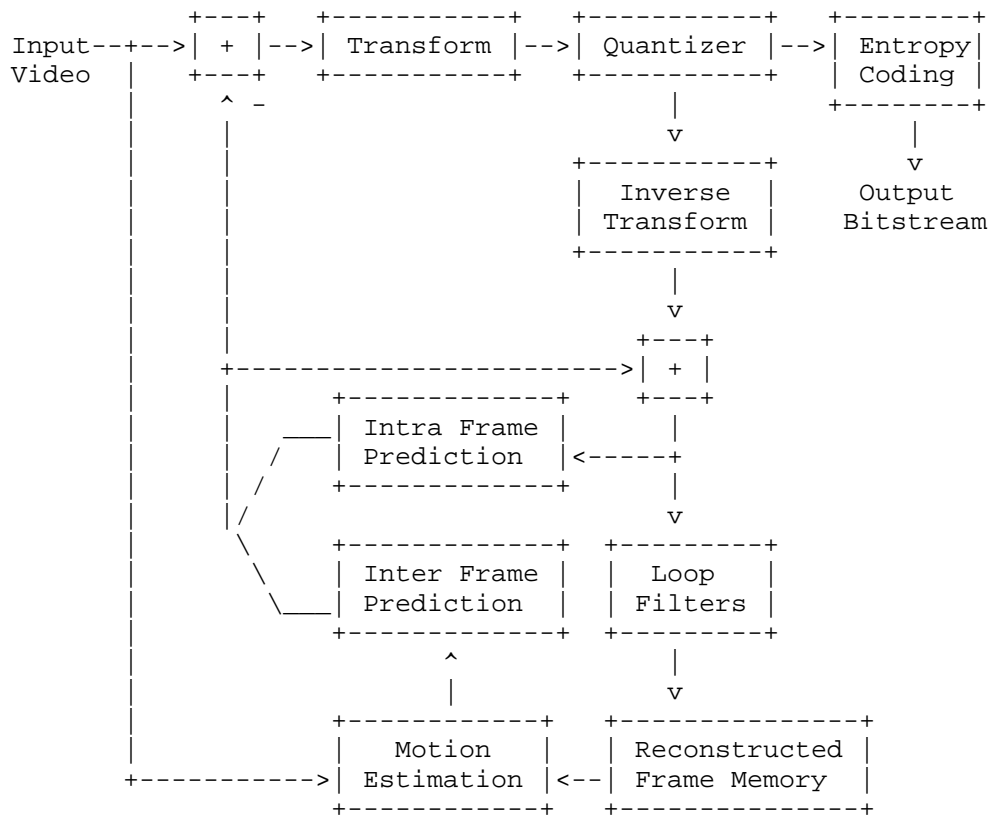 Input
Video
+
Transform
Quantizer
Entropy
Coding
-
Inverse
Transform
Output
Bitstream
+
Intra Frame
Prediction
Inter Frame
Prediction
Loop
Filters
Motion
Estimation
Reconstructed
Frame Memory